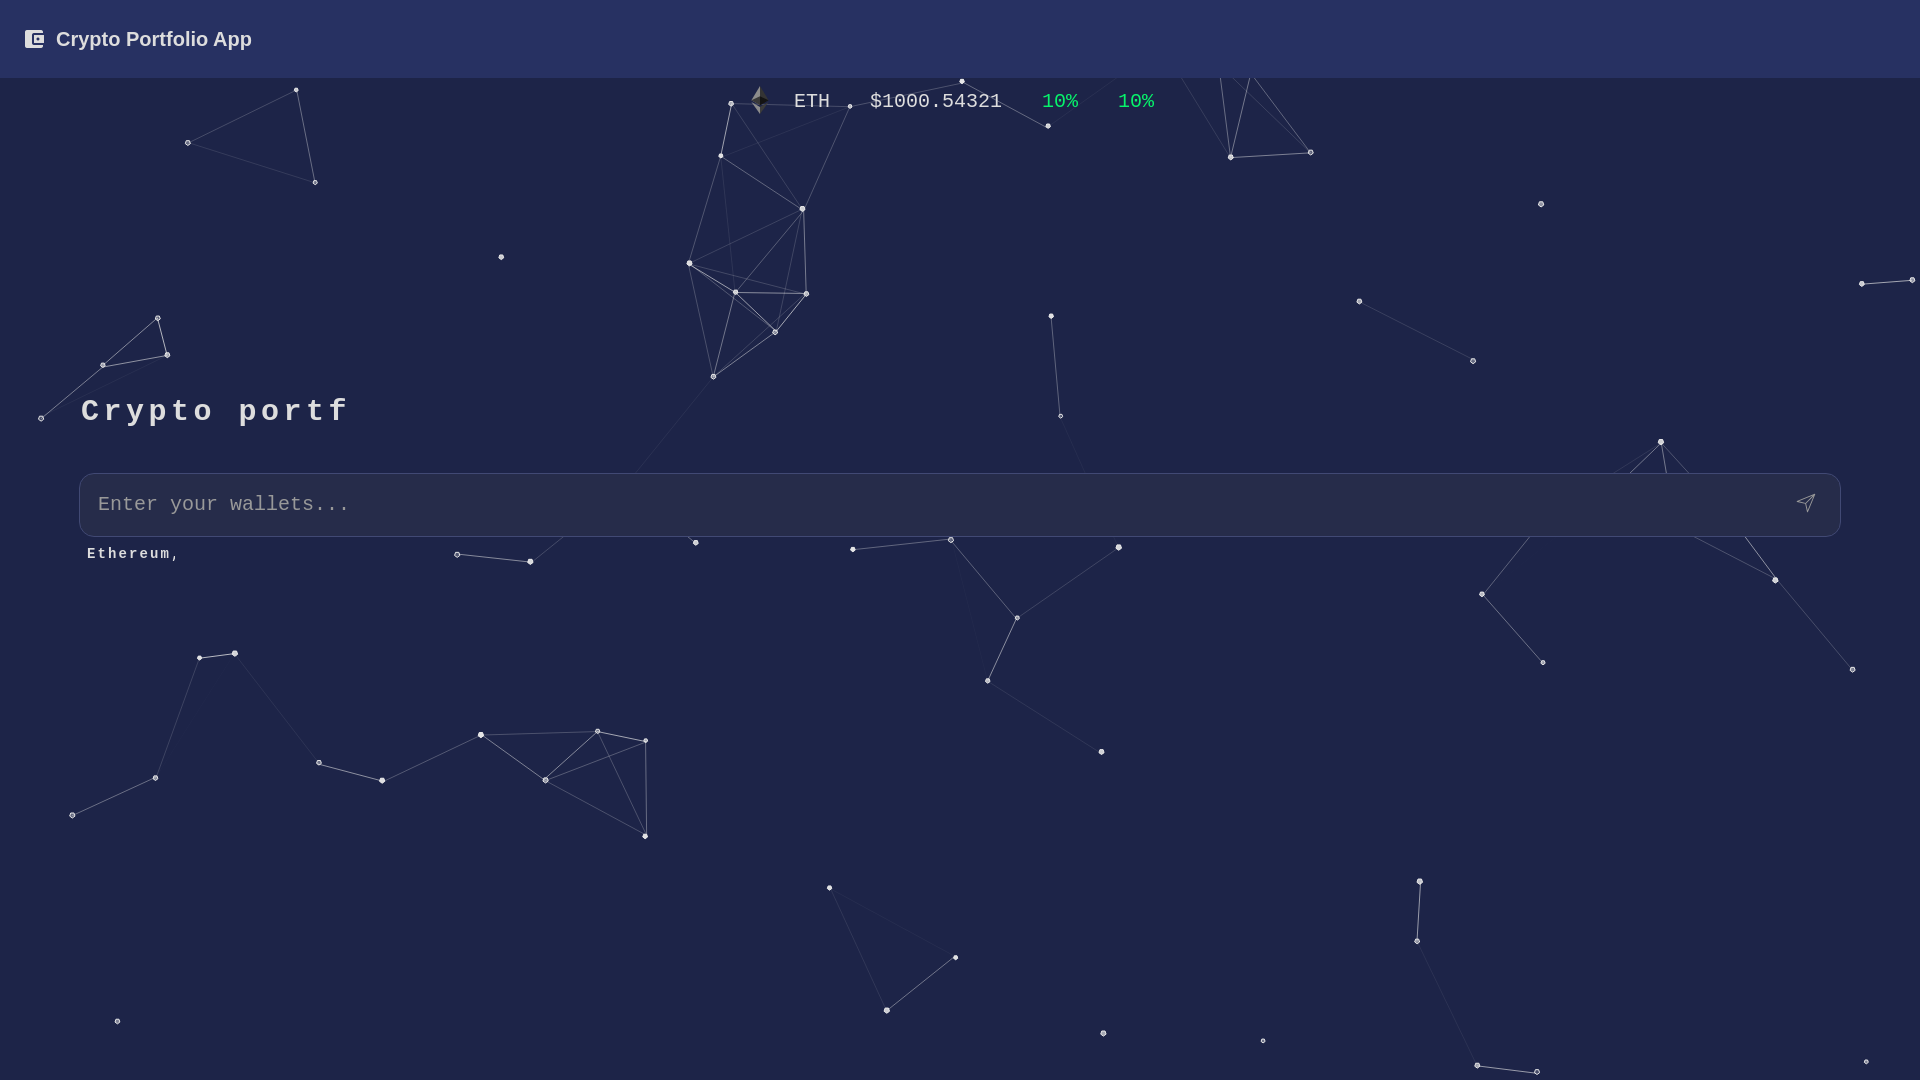 Crypto Portfolio App
ETH $1000.54321 10% 10%
Crypto portf
Enter your wallets...
Ethereum,